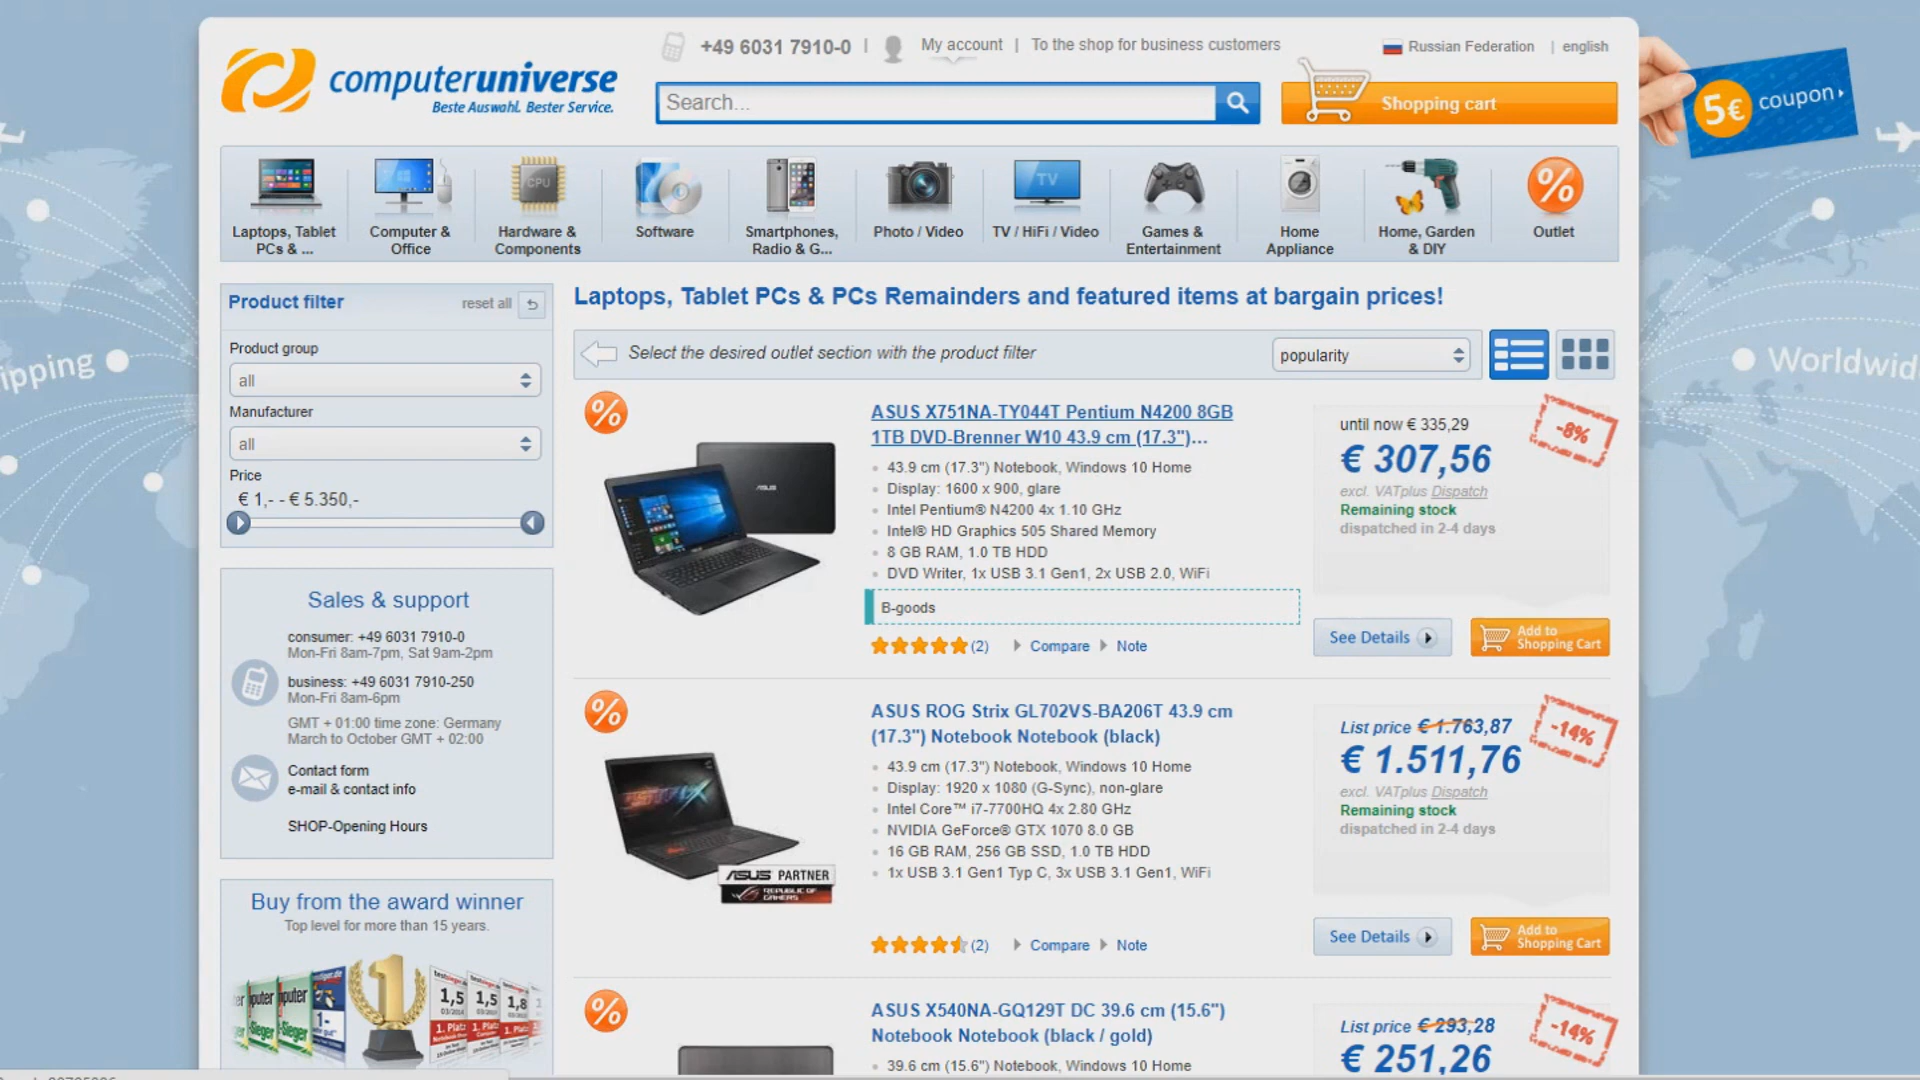 +49 6031 7910-0 | My account | To the shop for business customers
Russian Federation | english
computeruniverse
Beste Auswahl. Bester Service.
Search...
Shopping cart
5€ coupon
Laptops, Tablet PCs & ...
Computer & Office
CPU
Hardware & Components
Software
Smartphones, Radio & G...
Photo / Video
TV
TV / HiFi / Video
Games & Entertainment
Home Appliance
Home, Garden & DIY
%
Outlet
Product filter
reset all
Product group
all
Manufacturer
all
Price
€ 1,- - € 5.350,-
Sales & support
consumer: +49 6031 7910-0
Mon-Fri 8am-7pm, Sat 9am-2pm
business: +49 6031 7910-250
Mon-Fri 8am-6pm
GMT + 01:00 time zone: Germany
March to October GMT + 02:00
Contact form
e-mail & contact info
SHOP-Opening Hours
Buy from the award winner
Top level for more than 15 years.
1
1,5
1,5
1,8
1. Platz
Laptops, Tablet PCs & PCs Remainders and featured items at bargain prices!
Select the desired outlet section with the product filter
popularity
%
ASUS X751NA-TY044T Pentium N4200 8GB
1TB DVD-Brenner W10 43.9 cm (17.3")...
43.9 cm (17.3") Notebook, Windows 10 Home
Display: 1600 x 900, glare
Intel Pentium® N4200 4x 1.10 GHz
Intel® HD Graphics 505 Shared Memory
8 GB RAM, 1.0 TB HDD
DVD Writer, 1x USB 3.1 Gen1, 2x USB 2.0, WiFi
B-goods
(2) Compare Note
until now € 335,29
-8%
€ 307,56
excl. VATplus Dispatch
Remaining stock
dispatched in 2-4 days
See Details
Add to
Shopping Cart
%
ASUS ROG Strix GL702VS-BA206T 43.9 cm
(17.3") Notebook Notebook (black)
43.9 cm (17.3") Notebook, Windows 10 Home
Display: 1920 x 1080 (G-Sync), non-glare
Intel Core™ i7-7700HQ 4x 2.80 GHz
NVIDIA GeForce® GTX 1070 8.0 GB
16 GB RAM, 256 GB SSD, 1.0 TB HDD
1x USB 3.1 Gen1 Typ C, 3x USB 3.1 Gen1, WiFi
ASUS PARTNER
REPUBLIC OF
GAMERS
(2) Compare Note
List price € 1.763,87
-14%
€ 1.511,76
excl. VATplus Dispatch
Remaining stock
dispatched in 2-4 days
See Details
Add to
Shopping Cart
%
ASUS X540NA-GQ129T DC 39.6 cm (15.6")
Notebook Notebook (black / gold)
39.6 cm (15.6") Notebook, Windows 10 Home
List price € 293,28
-14%
€ 251,26
Worldwid
ipping